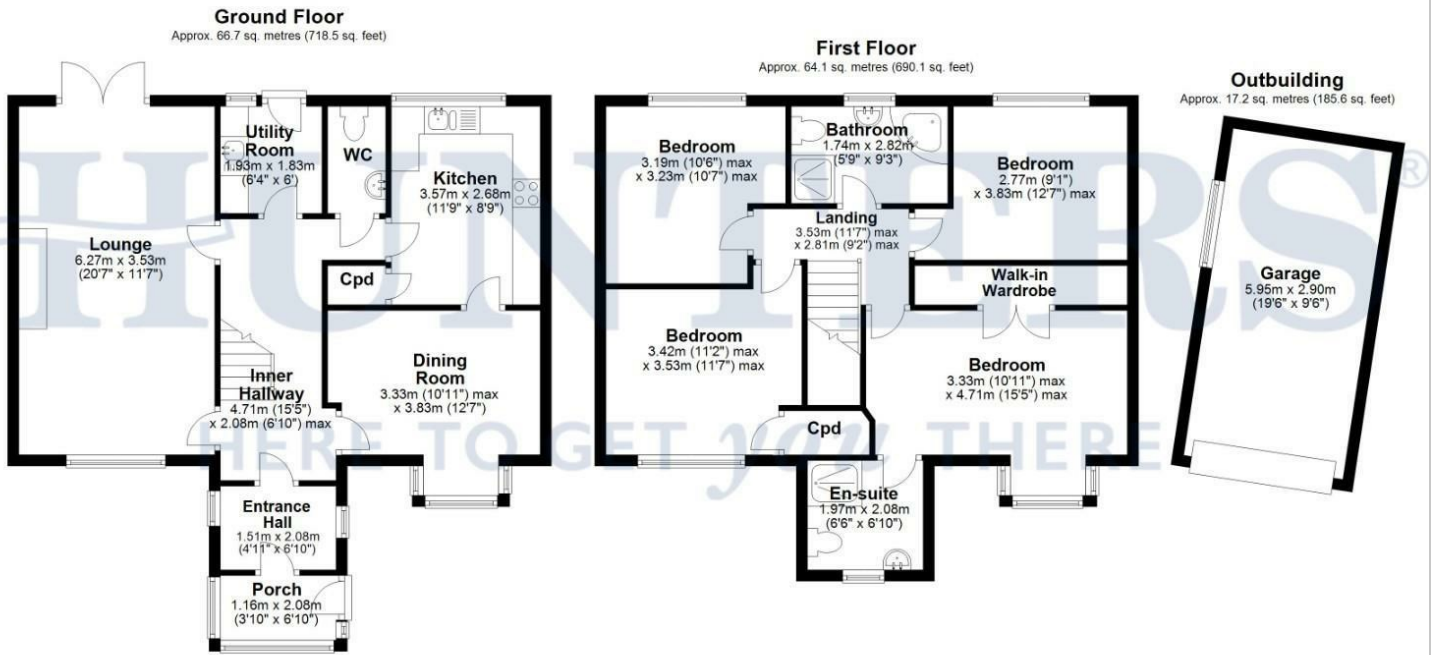 Ground Floor
Approx. 66.7 sq. metres (718.5 sq. feet)
Utility
Room
1.93m x 1.83m
(6'4" x 6')
WC
Kitchen
3.57m x 2.68m
(11'9" x 8'9")
Lounge
6.27m x 3.53m
(20'7" x 11'7")
Cpd
Inner
Hallway
4.71m (15'5")
x 2.08m (6'10") max
Dining
Room
3.33m (10'11") max
x 3.83m (12'7")
Entrance
Hall
1.51m x 2.08m
(4'11" x 6'10")
Porch
1.16m x 2.08m
(3'10" x 6'10")
First Floor
Approx. 64.1 sq. metres (690.1 sq. feet)
Bedroom
3.19m (10'6") max
x 3.23m (10'7") max
Bathroom
1.74m x 2.82m
(5'9" x 9'3")
Bedroom
2.77m (9'1")
x 3.83m (12'7") max
Landing
3.53m (11'7") max
x 2.81m (9'2") max
Walk-in
Wardrobe
Bedroom
3.42m (11'2") max
x 3.53m (11'7") max
Bedroom
3.33m (10'11") max
x 4.71m (15'5") max
Cpd
En-suite
1.97m x 2.08m
(6'6" x 6'10")
Outbuilding
Approx. 17.2 sq. metres (185.6 sq. feet)
Garage
5.95m x 2.90m
(19'6" x 9'6")
HUNTERS®
HERE TO GET you THERE